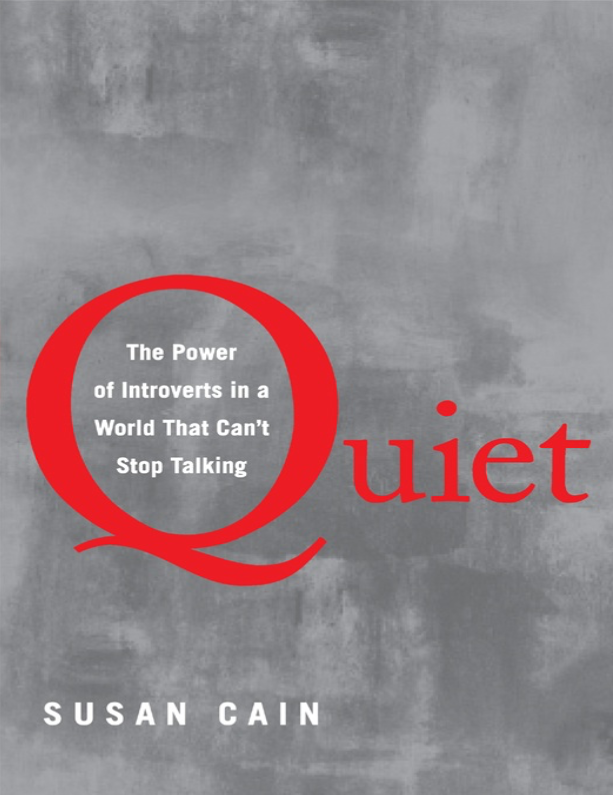 Quiet
The Power
of Introverts in a
World That Can't
Stop Talking
SUSAN CAIN